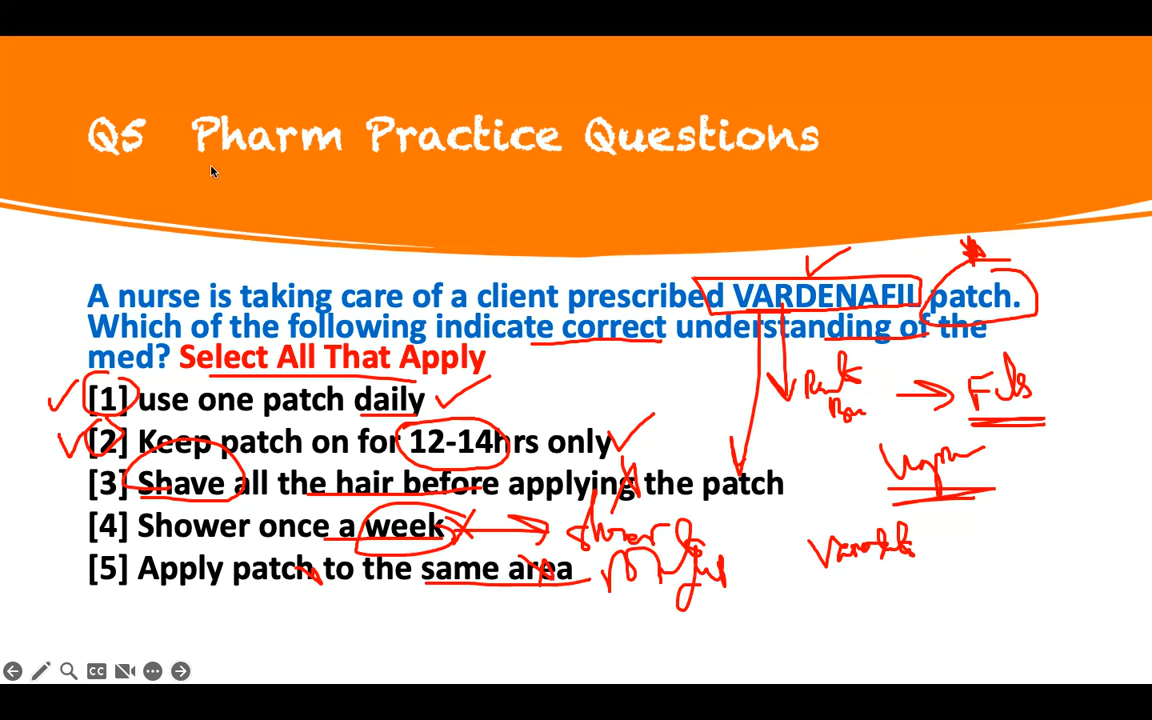 Q5 Pharm Practice Questions
A nurse is taking care of a client prescribed VARDENAFIL patch.
Which of the following indicate correct understanding of the
med? Select All That Apply
[1] use one patch daily
[2] Keep patch on for 12-14hrs only
[3] Shave all the hair before applying the patch
[4] Shower once a week
[5] Apply patch to the same area
CC